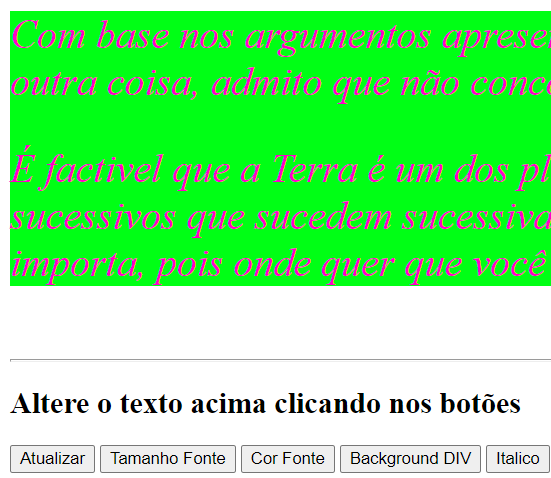 Com base nos argumentos aprese
outra coisa, admito que não conc
É factivel que a Terra é um dos pl
sucessivos que sucedem sucessiva
importa, pois onde quer que você
Altere o texto acima clicando nos botões
Atualizar Tamanho Fonte Cor Fonte Background DIV Italico